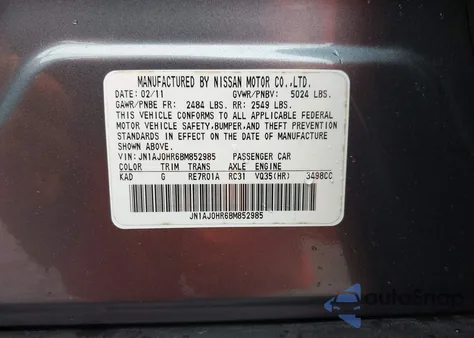 MANUFACTURED BY NISSAN MOTOR CO.,LTD.
DATE: 02/11 GVWR/PNBV: 5024 LBS.
GAWR/PNBE FR: 2484 LBS. RR: 2549 LBS.
THIS VEHICLE CONFORMS TO ALL APPLICABLE FEDERAL
MOTOR VEHICLE SAFETY,BUMPER,AND THEFT PREVENTION
STANDARDS IN EFFECT ON THE DATE OF MANUFACTURE
SHOWN ABOVE.
VIN: JN1AJ0HR6BM852985 PASSENGER CAR
COLOR TRIM TRANS AXLE ENGINE
KAD G RE7R01A RC31 VQ35(HR) 3498CC
JN1AJ0HR6BM852985
AutoSnap